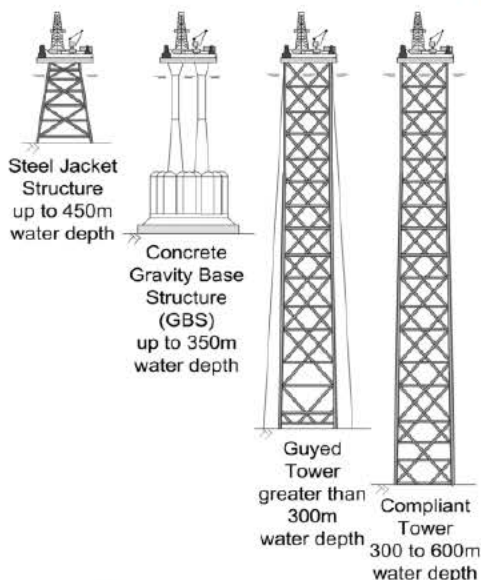 Steel Jacket
Structure
up to 450m
water depth
Concrete
Gravity Base
Structure
(GBS)
up to 350m
water depth
Guyed
Tower
greater than
300m
water depth
Compliant
Tower
300 to 600m
water depth